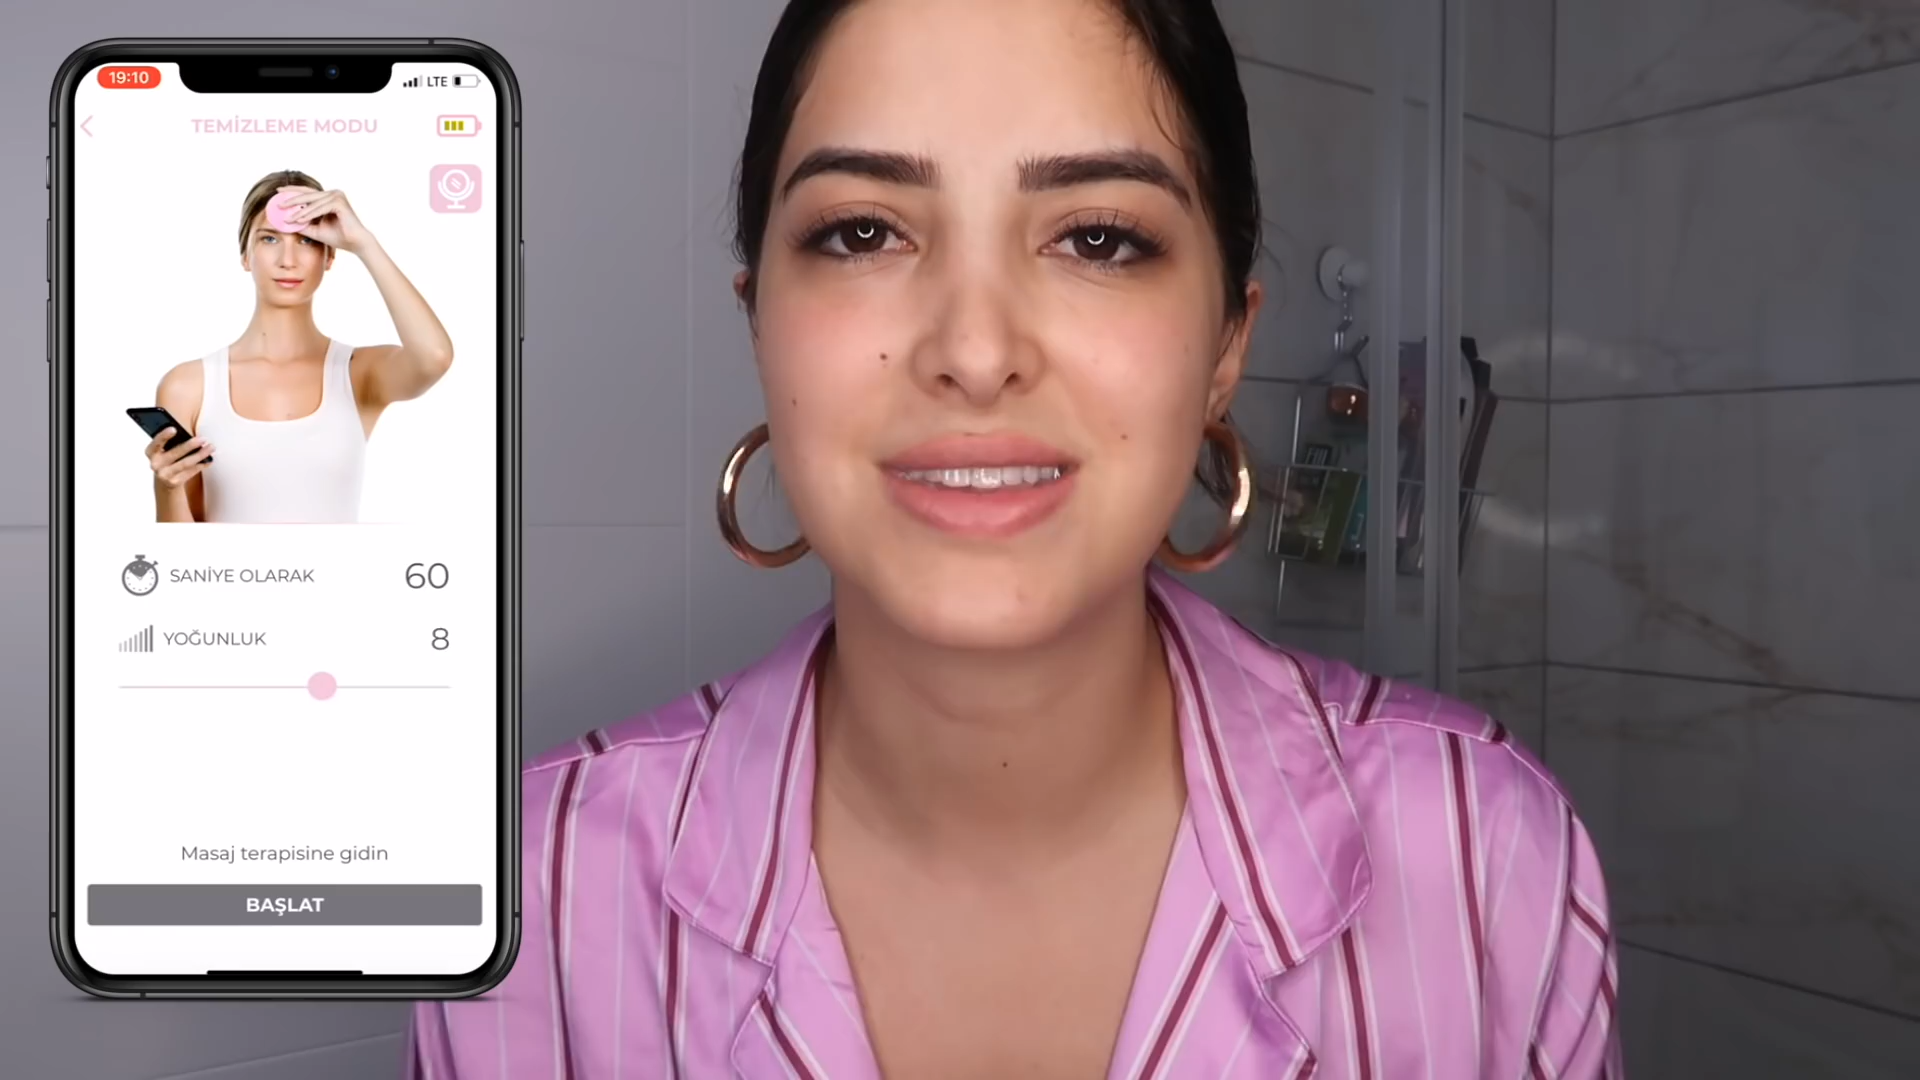 19:10
LTE
TEMİZLEME MODU
SANİYE OLARAK 60
YOĞUNLUK 8
Masaj terapisine gidin
BAŞLAT